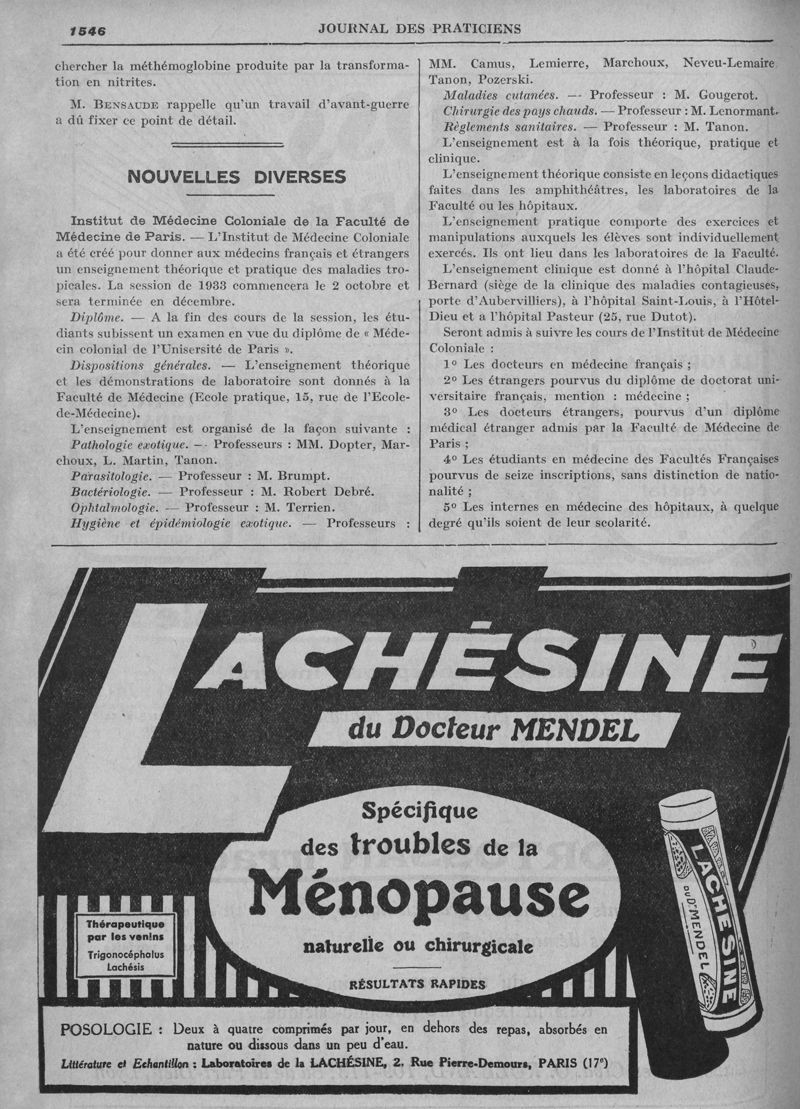 1546
JOURNAL DES PRATICIENS
chercher la méthémoglobine produite par la transforma-
tion en nitrites.
M. BENSAUDE rappelle qu'un travail d'avant-guerre
a dû fixer ce point de détail.
NOUVELLES DIVERSES
Institut de Médecine Coloniale de la Faculté de
Médecine de Paris. — L'Institut de Médecine Coloniale
a été créé pour donner aux médecins français et étrangers
un enseignement théorique et pratique des maladies tro-
picales. La session de 1933 commencera le 2 octobre et
sera terminée en décembre.
Diplôme. — A la fin des cours de la session, les étu-
diants subissent un examen en vue du diplôme de « Méde-
cin colonial de l'Unisersité de Paris ».
Dispositions générales. — L'enseignement théorique
et les démonstrations de laboratoire sont donnés à la
Faculté de Médecine (Ecole pratique, 15, rue de l'Ecole-
de-Médecine).
L'enseignement est organisé de la façon suivante :
Pathologie exotique. — Professeurs : MM. Dopter, Mar-
choux, L. Martin, Tanon.
Parasitologie. — Professeur : M. Brumpt.
Bactériologie. — Professeur : M. Robert Debré.
Ophtalmologie. — Professeur : M. Terrien.
Hygiène et épidémiologie exotique. — Professeurs :
MM. Camus, Lemierre, Marchoux, Neveu-Lemaire
Tanon, Pozerski.
Maladies cutanées. — Professeur : M. Gougerot.
Chirurgie des pays chauds. — Professeur : M. Lenormant.
Règlements sanitaires. — Professeur : M. Tanon.
L'enseignement est à la fois théorique, pratique et
clinique.
L'enseignement théorique consiste en leçons didactiques
faites dans les amphithéâtres, les laboratoires de la
Faculté ou les hôpitaux.
L'enseignement pratique comporte des exercices et
manipulations auxquels les élèves sont individuellement
exercés. Ils ont lieu dans les laboratoires de la Faculté.
L'enseignement clinique est donné à l'hôpital Claude-
Bernard (siège de la clinique des maladies contagieuses,
porte d'Aubervilliers), à l'hôpital Saint-Louis, à l'Hôtel-
Dieu et a l'hôpital Pasteur (25, rue Dutot).
Seront admis à suivre les cours de l'Institut de Médecine
Coloniale :
1º Les docteurs en médecine français ;
2º Les étrangers pourvus du diplôme de doctorat uni-
versitaire français, mention : médecine ;
3º Les docteurs étrangers, pourvus d'un diplôme
médical étranger admis par la Faculté de Médecine de
Paris ;
4º Les étudiants en médecine des Facultés Françaises
pourvus de seize inscriptions, sans distinction de natio-
nalité ;
5º Les internes en médecine des hôpitaux, à quelque
degré qu'ils soient de leur scolarité.
LACHÉSINE
du Docteur MENDEL
Spécifique
des troubles de la
Ménopause
naturelle ou chirurgicale
RÉSULTATS RAPIDES
Thérapeutique
par les venins
Trigonocéphalus
Lachésis
LACHÉSINE
DU Dr MENDEL
POSOLOGIE : Deux à quatre comprimés par jour, en dehors des repas, absorbés en
nature ou dissous dans un peu d'eau.
Littérature et Echantillon : Laboratoires de la LACHÉSINE, 2, Rue Pierre-Demours, PARIS (17e)